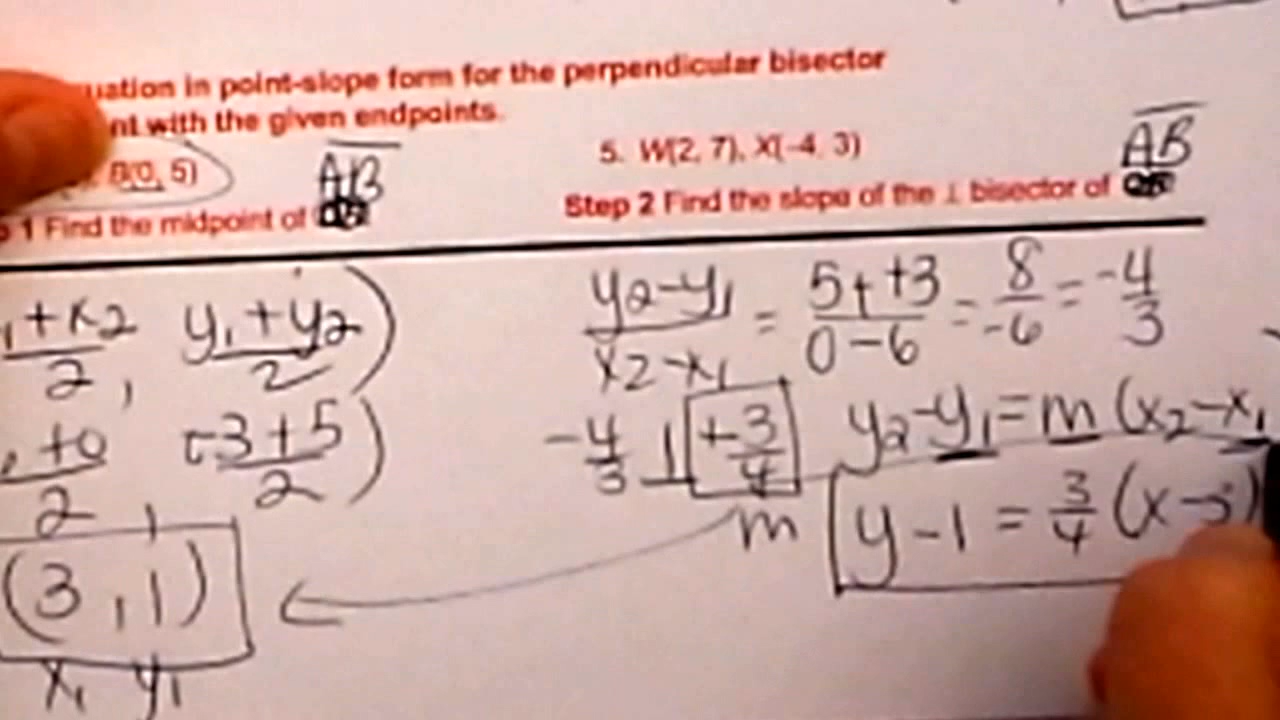 uation in point-slope form for the perpendicular bisector
nt with the given endpoints.
B(0, 5)
5. W(2, 7), X(-4, 3)
1 Find the midpoint of AB
Step 2 Find the slope of the ⊥ bisector of AB
1 + x2 / 2, y1 + y2 / 2)
y2 - y1 / x2 - x1 = 5 + +3 / 0 - 6 = 8 / -6 = -4/3
+ 0 / 2 -3 + 5 / 2)
-4/3 ⊥ +3/4 y2 - y1 = m (x2 - x1
m y - 1 = 3/4 (x - 3)
(3, 1)
x1 y1